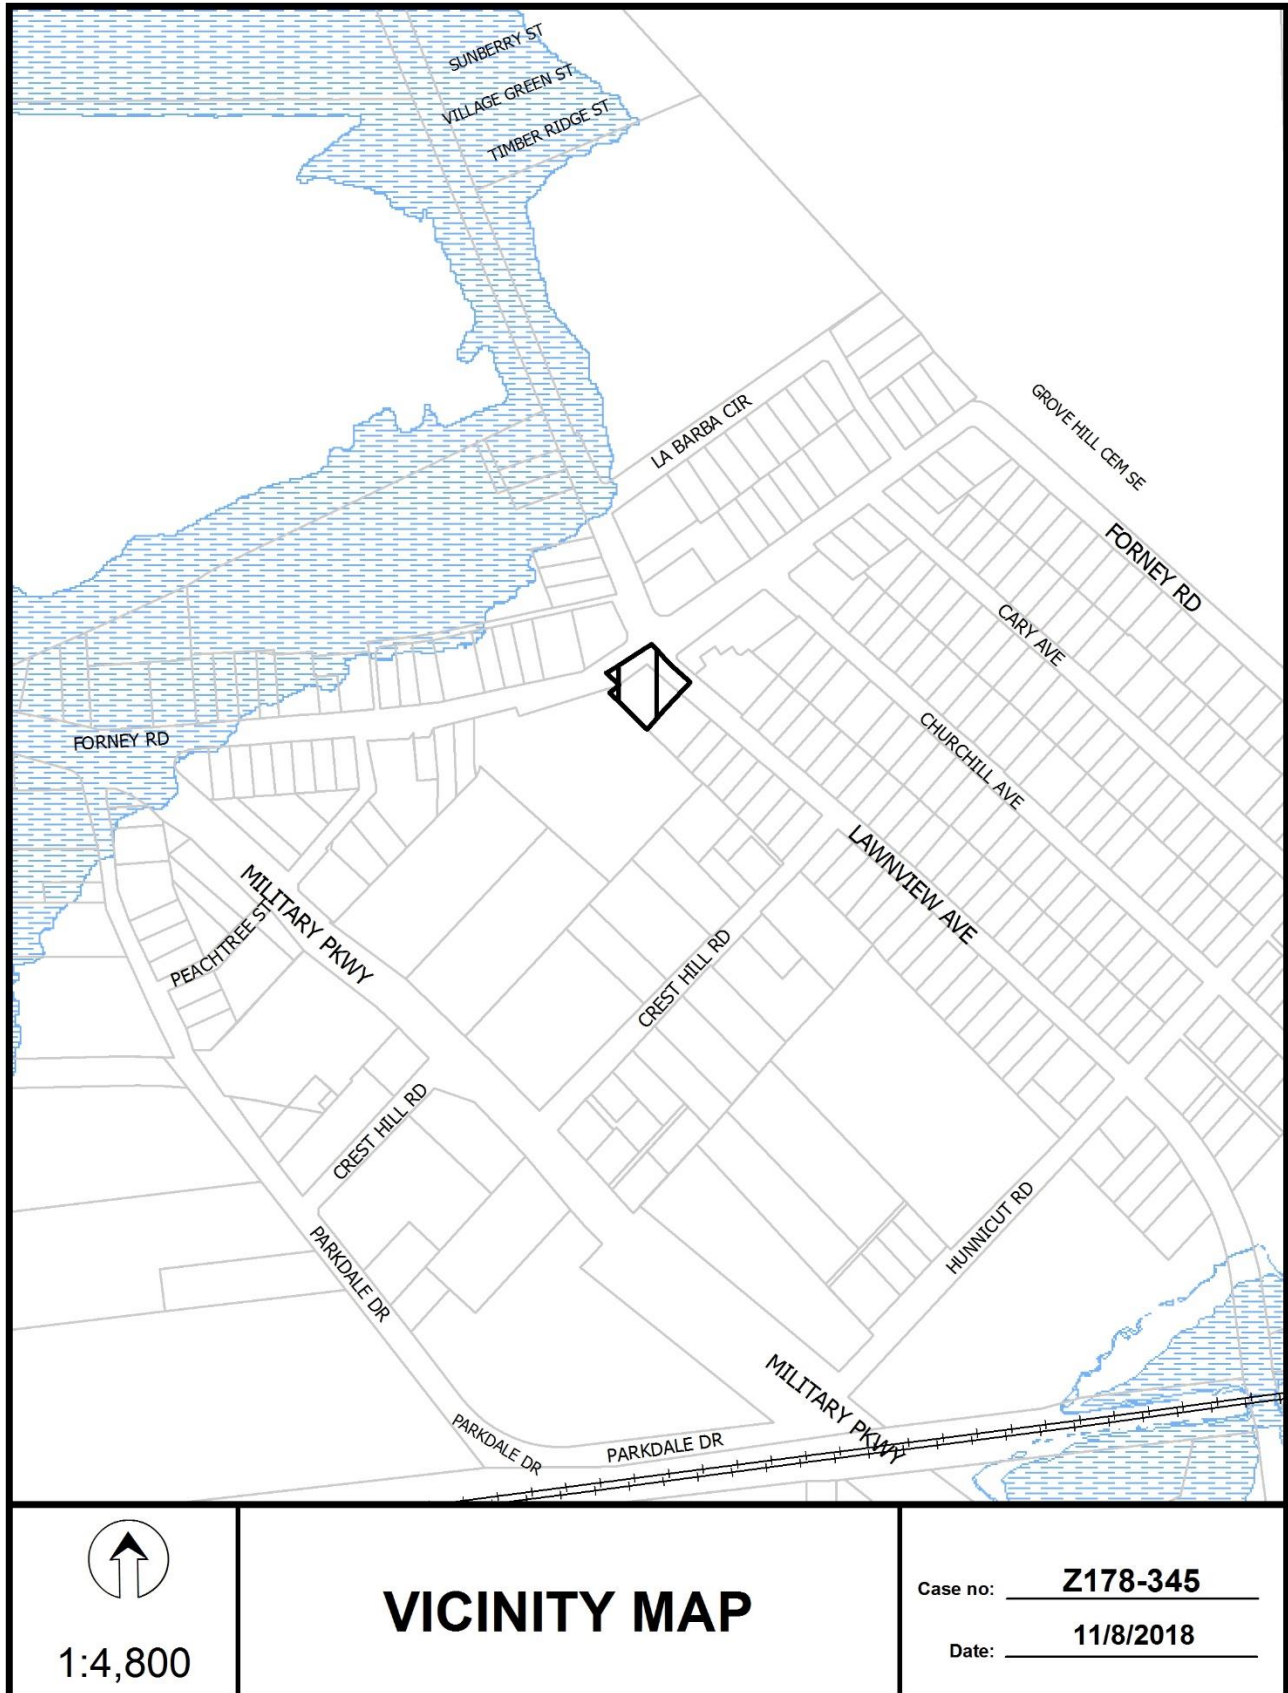 SUNBERRY ST
VILLAGE GREEN ST
TIMBER RIDGE ST
LA BARBA CIR
GROVE HILL CEM SE
FORNEY RD
CARY AVE
FORNEY RD
CHURCHILL AVE
LAWNVIEW AVE
MILITARY PKWY
PEACHTREE ST
CREST HILL RD
CREST HILL RD
HUNNICUT RD
PARKDALE DR
MILITARY PKWY
PARKDALE DR
PARKDALE DR
1:4,800
VICINITY MAP
Case no: Z178-345
Date: 11/8/2018